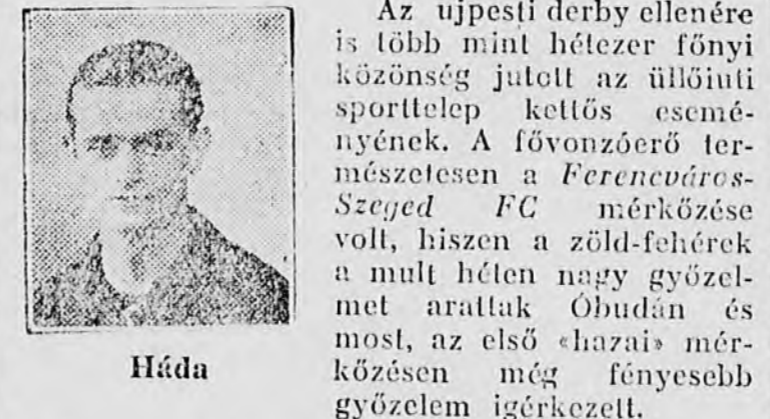 Az ujpesti derby ellenére
is több mint hétezer főnyi
közönség jutott az üllőiuti
sporttelep kettős esemé-
nyének. A fővonzóerő ter-
mészetesen a Ferencváros-
Szeged FC mérkőzése
volt, hiszen a zöld-fehérek
a mult héten nagy győzel-
met arattak Óbudán és
most, az első «hazai» mér-
kőzésen még fényesebb
győzelem igérkezett.
Háda